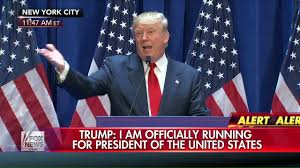 NEW YORK CITY
11:47 AM ET
ALERT ALERT
FOX
NEWS
TRUMP: I AM OFFICIALLY RUNNING
FOR PRESIDENT OF THE UNITED STATES